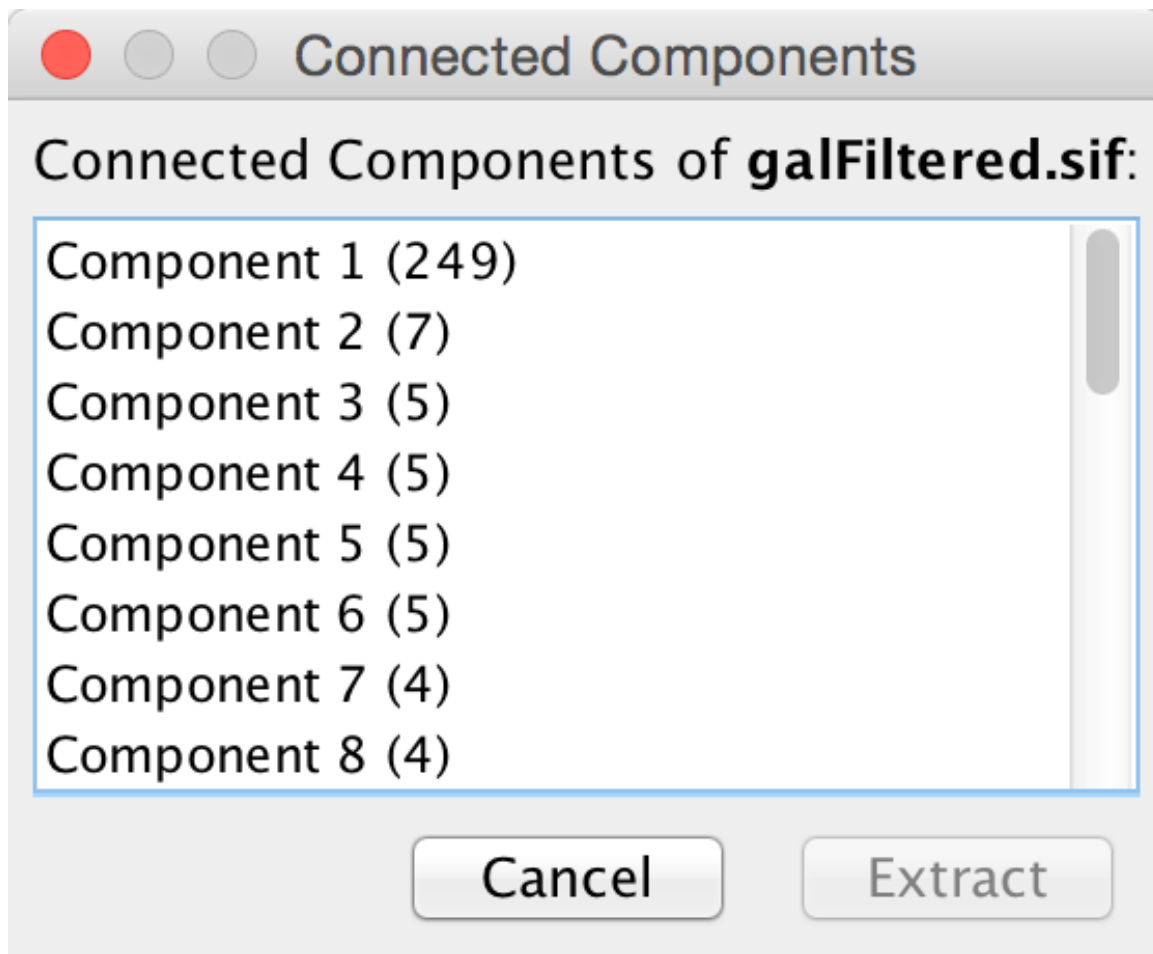 Connected Components
Connected Components of galFiltered.sif:
Component 1 (249)
Component 2 (7)
Component 3 (5)
Component 4 (5)
Component 5 (5)
Component 6 (5)
Component 7 (4)
Component 8 (4)
Cancel Extract